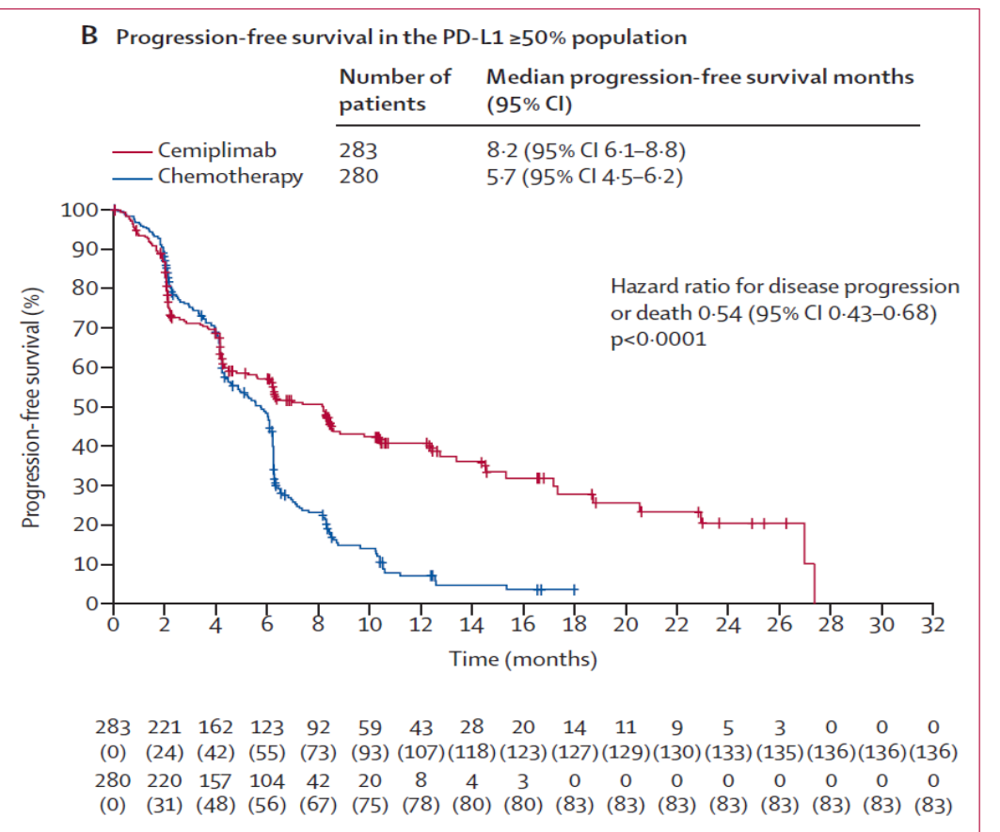 B Progression-free survival in the PD-L1 ≥50% population
Number of patients
Median progression-free survival months (95% CI)
Cemiplimab 283 8·2 (95% CI 6·1–8·8)
Chemotherapy 280 5·7 (95% CI 4·5–6·2)
Hazard ratio for disease progression
or death 0·54 (95% CI 0·43–0·68)
p<0·0001
Progression-free survival (%)
100
90
80
70
60
50
40
30
20
10
0
0 2 4 6 8 10 12 14 16 18 20 22 24 26 28 30 32
Time (months)
283 221 162 123 92 59 43 28 20 14 11 9 5 3 0 0 0
(0) (24) (42) (55) (73) (93) (107) (118) (123) (127) (129) (130) (133) (135) (136) (136) (136)
280 220 157 104 42 20 8 4 3 0 0 0 0 0 0 0 0
(0) (31) (48) (56) (67) (75) (78) (80) (80) (83) (83) (83) (83) (83) (83) (83) (83)